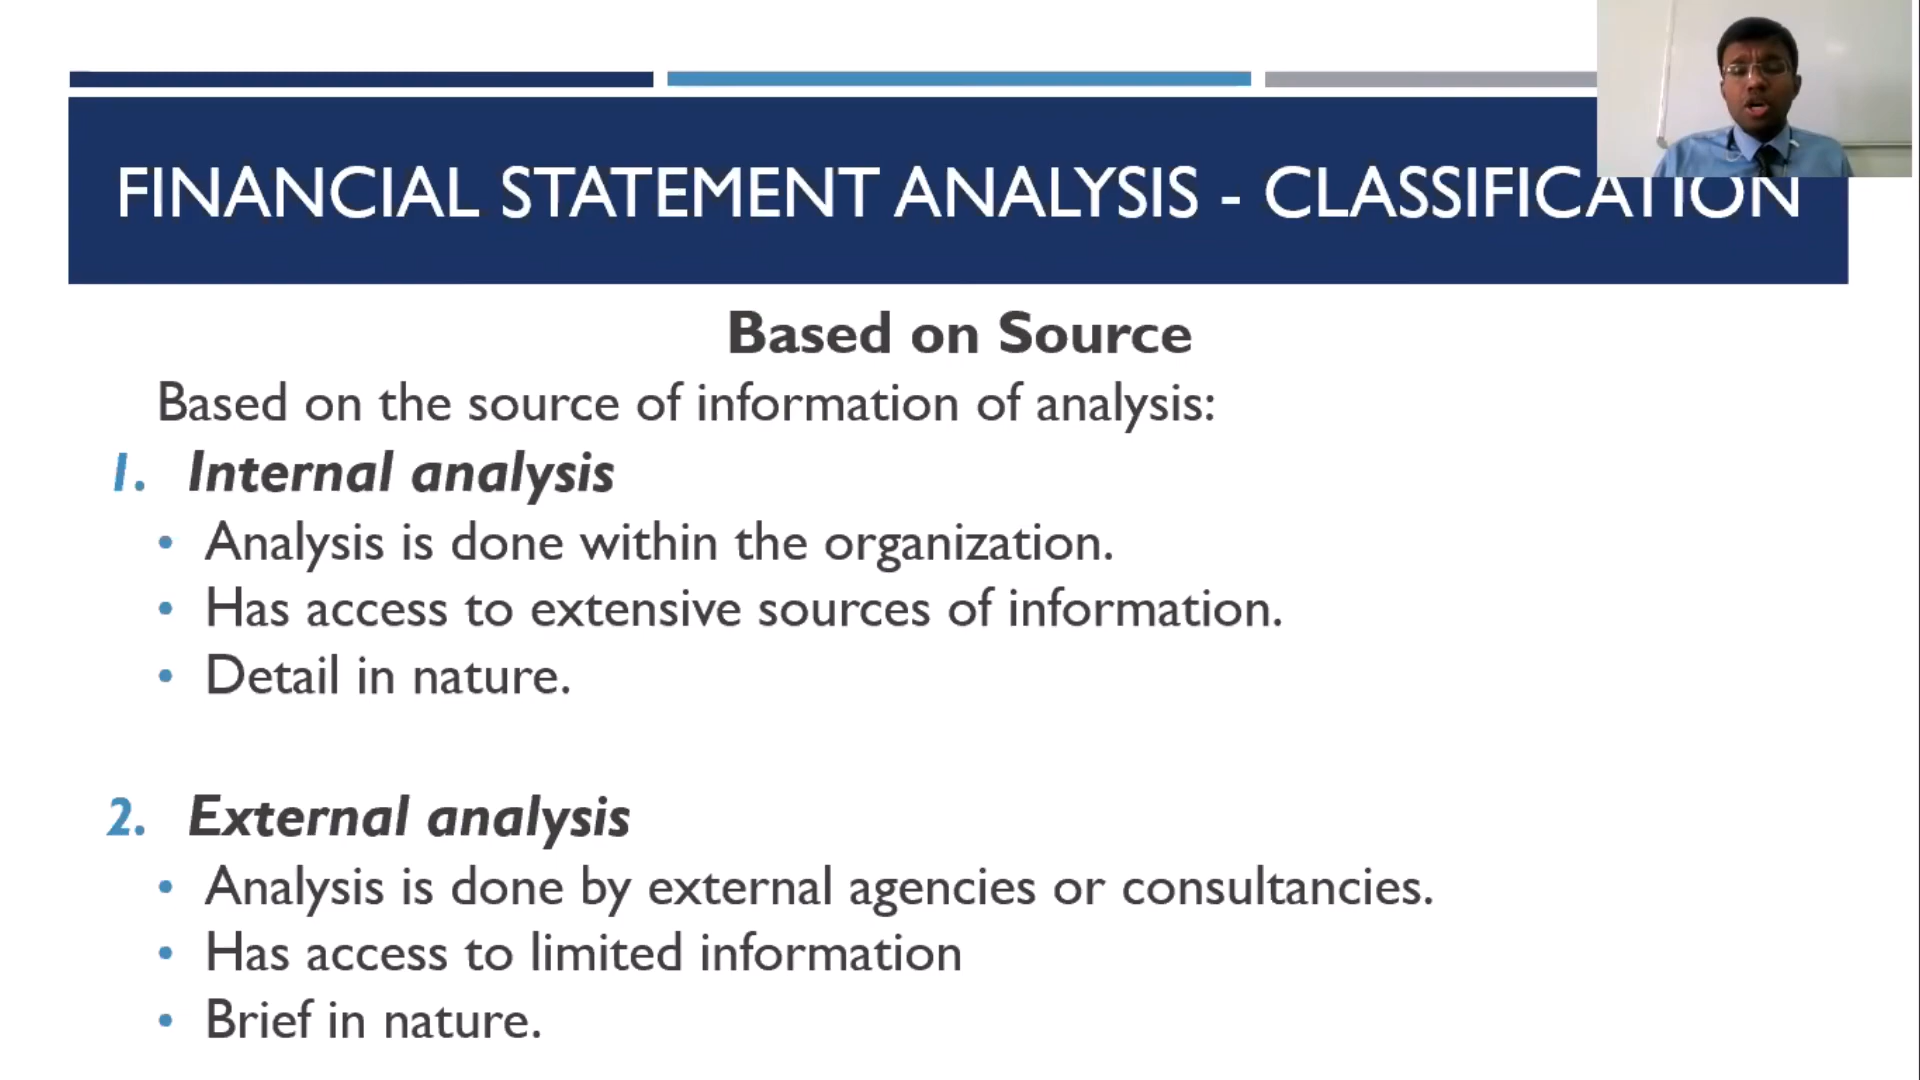 FINANCIAL STATEMENT ANALYSIS - CLASSIFICATION
Based on Source
Based on the source of information of analysis:
1. Internal analysis
• Analysis is done within the organization.
• Has access to extensive sources of information.
• Detail in nature.
2. External analysis
• Analysis is done by external agencies or consultancies.
• Has access to limited information
• Brief in nature.